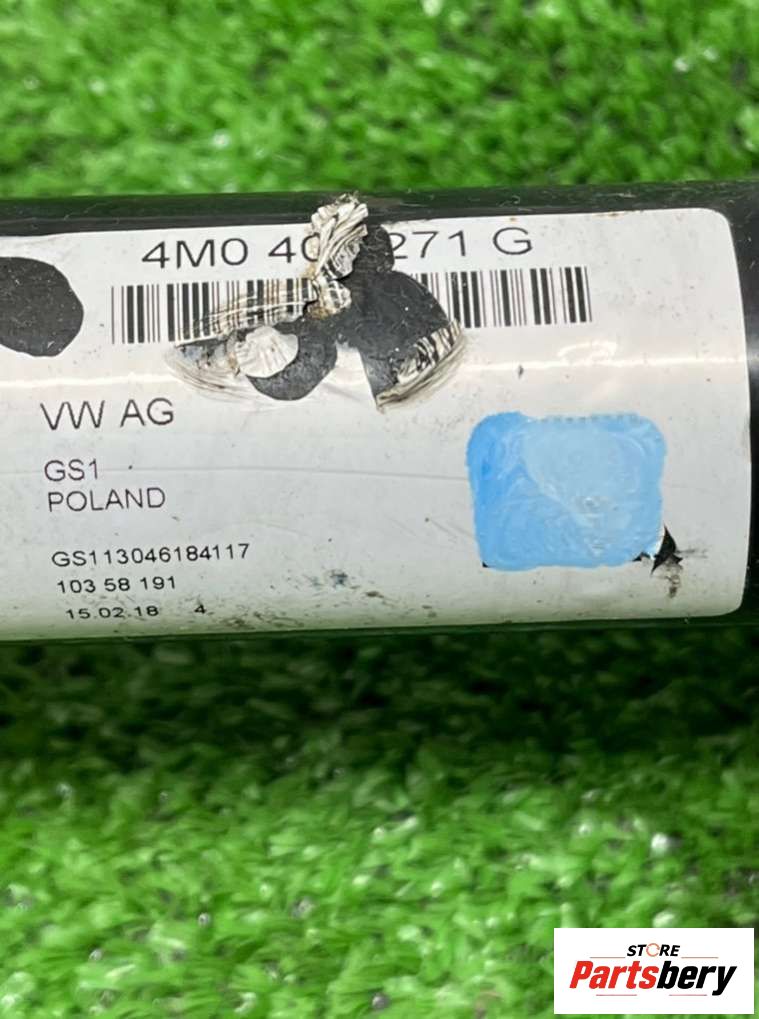 4M0 40 271 G
VW AG
GS1
POLAND
GS113046184117
103 58 191
15.02.18 4
STORE
Partsbery